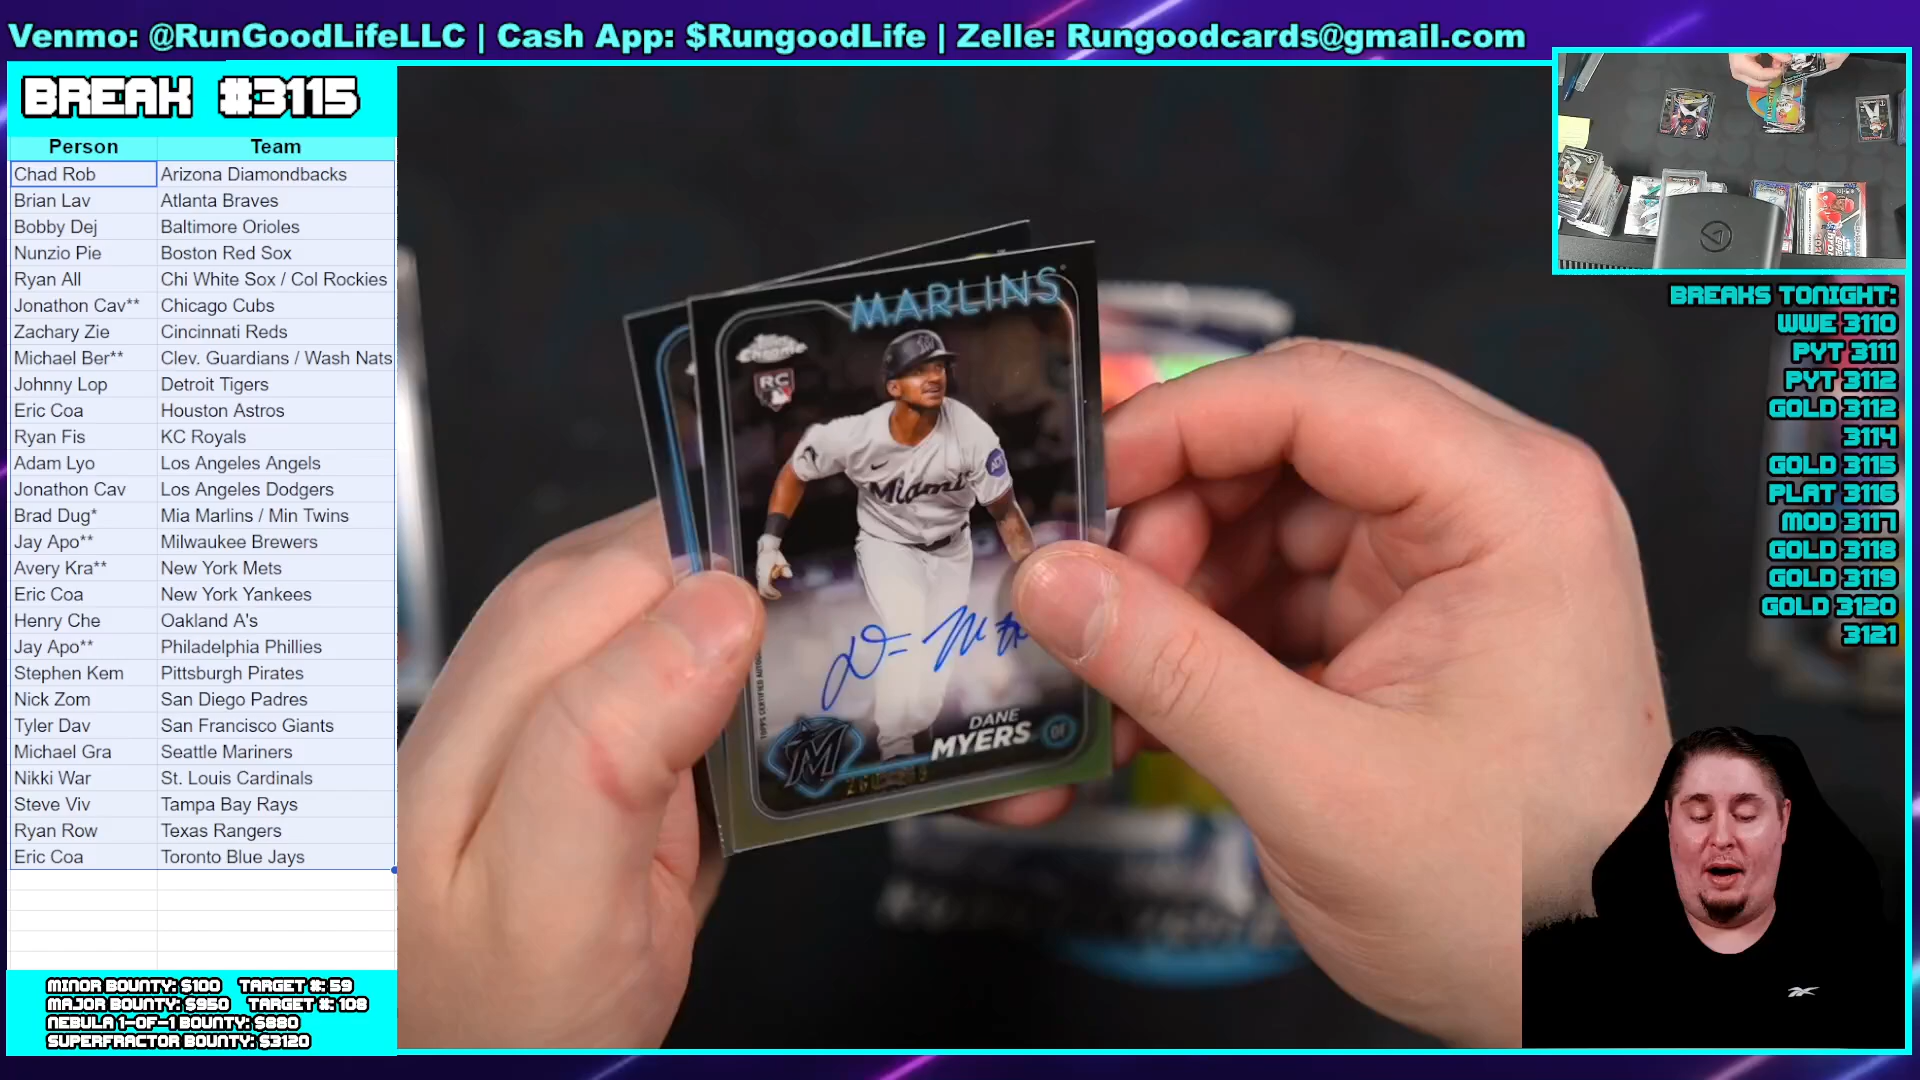 Venmo: @RunGoodLifeLLC | Cash App: $RungoodLife | Zelle: Rungoodcards@gmail.com
BREAK #3115
Person Team
Chad Rob Arizona Diamondbacks
Brian Lav Atlanta Braves
Bobby Dej Baltimore Orioles
Nunzio Pie Boston Red Sox
Ryan All Chi White Sox / Col Rockies
Jonathon Cav** Chicago Cubs
Zachary Zie Cincinnati Reds
Michael Ber** Clev. Guardians / Wash Nats
Johnny Lop Detroit Tigers
Eric Coa Houston Astros
Ryan Fis KC Royals
Adam Lyo Los Angeles Angels
Jonathon Cav Los Angeles Dodgers
Brad Dug* Mia Marlins / Min Twins
Jay Apo** Milwaukee Brewers
Avery Kra** New York Mets
Eric Coa New York Yankees
Henry Che Oakland A's
Jay Apo** Philadelphia Phillies
Stephen Kem Pittsburgh Pirates
Nick Zom San Diego Padres
Tyler Dav San Francisco Giants
Michael Gra Seattle Mariners
Nikki War St. Louis Cardinals
Steve Viv Tampa Bay Rays
Ryan Row Texas Rangers
Eric Coa Toronto Blue Jays
MINOR BOUNTY: $100 TARGET #: 59
MAJOR BOUNTY: $950 TARGET #: 108
NEBULA 1-OF-1 BOUNTY: $880
SUPERFRACTOR BOUNTY: $3120
MARLINS
Topps Chrome
RC
ADT
Miami
TOPPS CERTIFIED
DANE
MYERS OF
M
BREAKS TONIGHT:
WWE 3110
PYT 3111
PYT 3112
GOLD 3112
3114
GOLD 3115
PLAT 3116
MOD 3117
GOLD 3118
GOLD 3119
GOLD 3120
3121